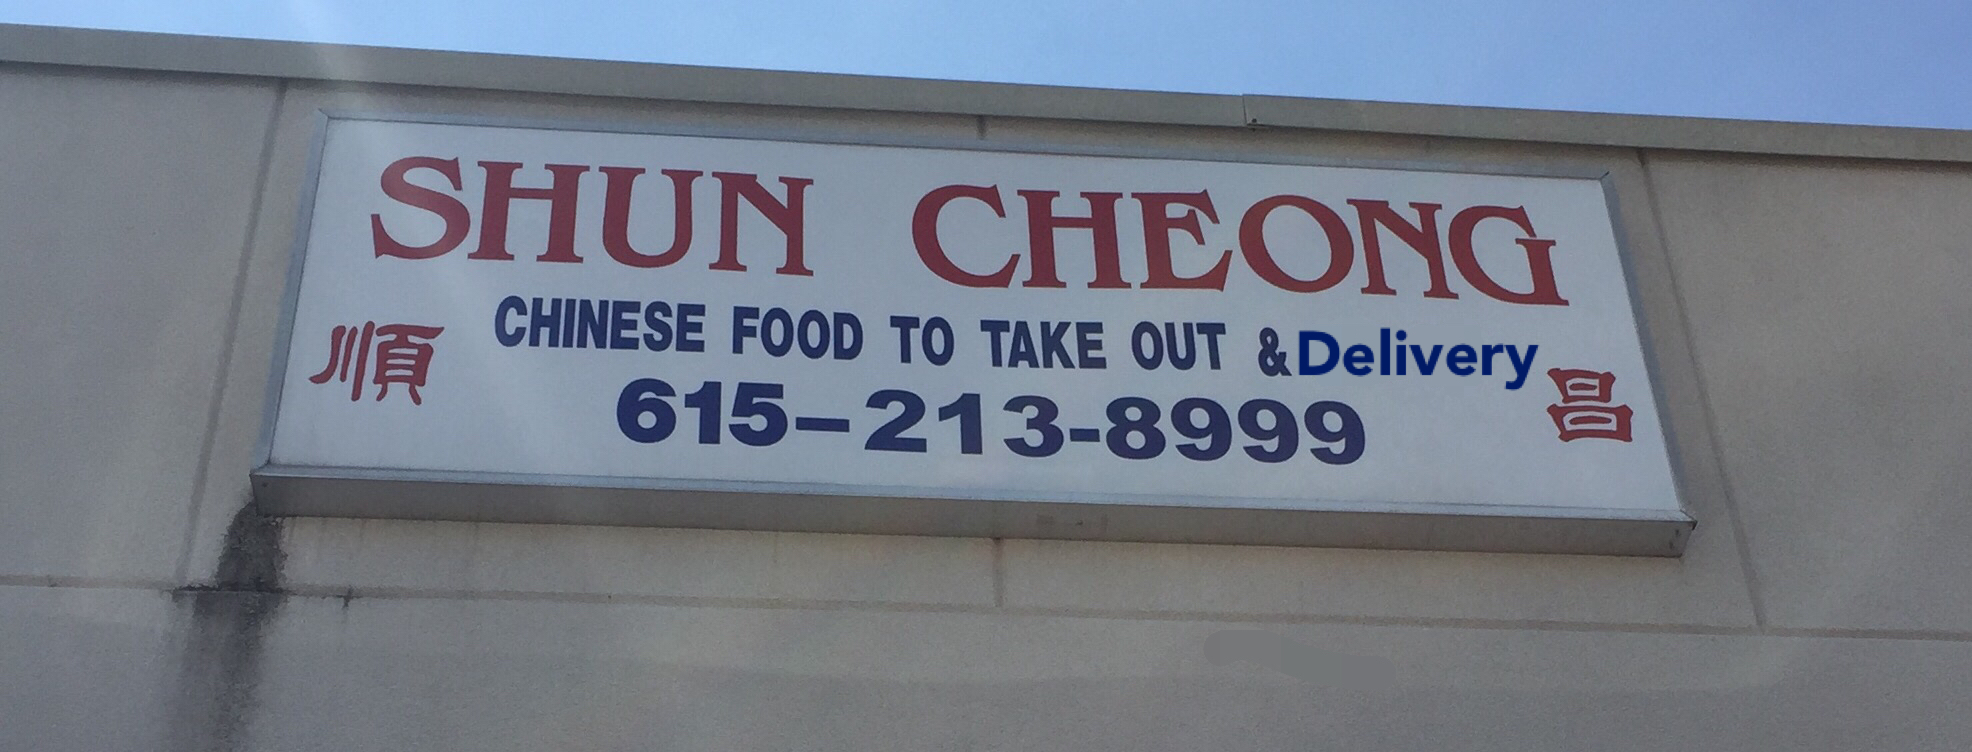 SHUN CHEONG
CHINESE FOOD TO TAKE OUT & Delivery
順 昌
615-213-8999